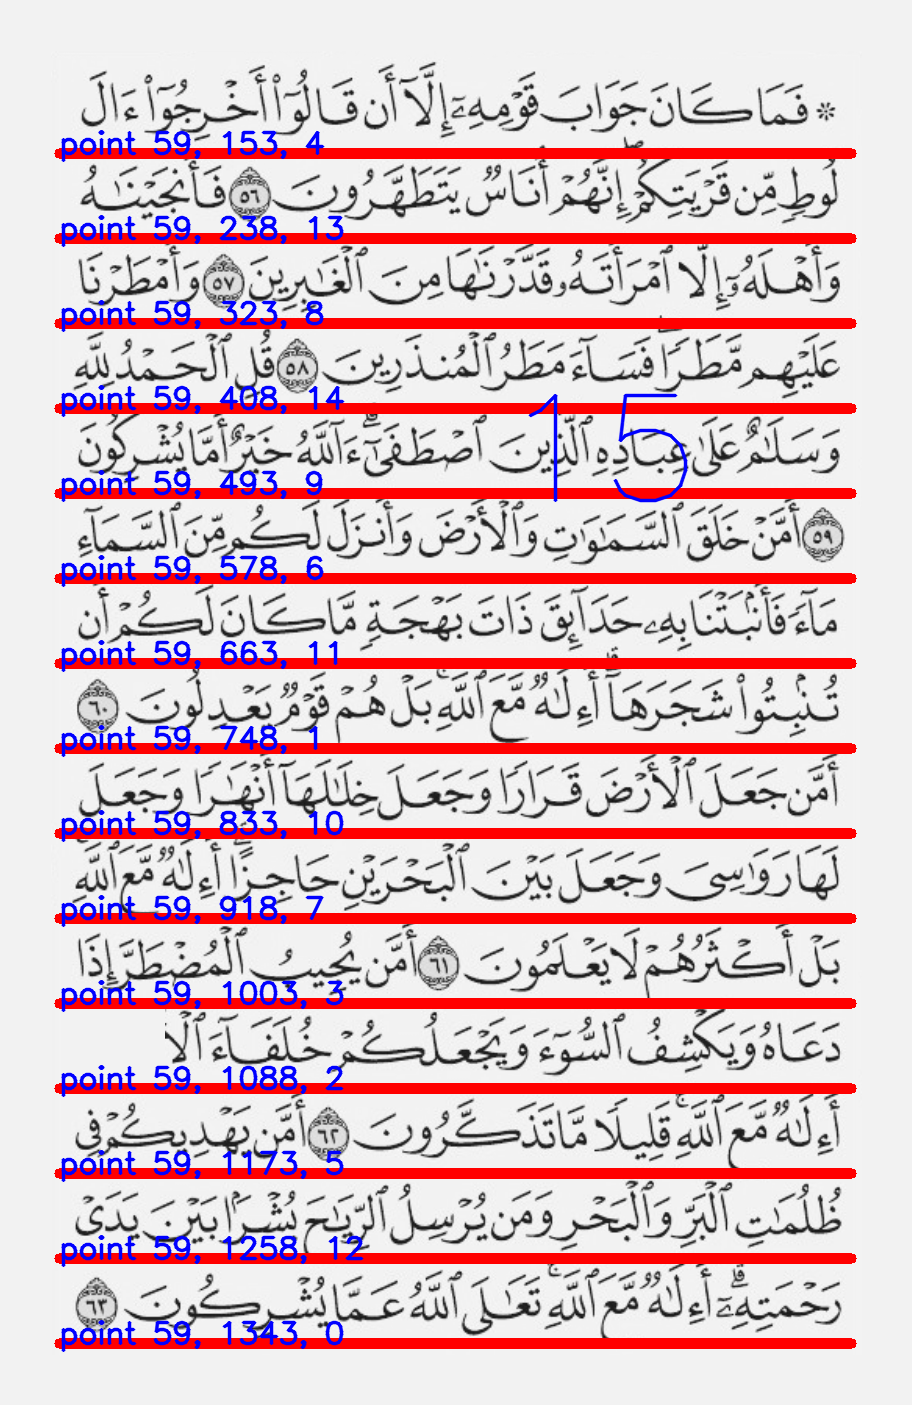 ۞ فَمَا كَانَ جَوَابَ قَوْمِهِۦٓ إِلَّآ أَن قَالُوٓا۟ أَخْرِجُوٓا۟ ءَالَ
point 59, 153, 4
لُوطٍ مِّن قَرْيَتِكُمْ ۖ إِنَّهُمْ أُنَاسٌ يَتَطَهَّرُونَ ٥٦ فَأَنجَيْنَٰهُ
point 59, 238, 13
وَأَهْلَهُۥٓ إِلَّا ٱمْرَأَتَهُۥ قَدَّرْنَٰهَا مِنَ ٱلْغَٰبِرِينَ ٥٧ وَأَمْطَرْنَا
point 59, 323, 8
عَلَيْهِم مَّطَرًا ۖ فَسَآءَ مَطَرُ ٱلْمُنذَرِينَ ٥٨ قُلِ ٱلْحَمْدُ لِلَّهِ
point 59, 408, 14
15
وَسَلَٰمٌ عَلَىٰ عِبَادِهِ ٱلَّذِينَ ٱصْطَفَىٰٓ ۗ ءَآللَّهُ خَيْرٌ أَمَّا يُشْرِكُونَ
point 59, 493, 9
٥٩ أَمَّنْ خَلَقَ ٱلسَّمَٰوَٰتِ وَٱلْأَرْضَ وَأَنزَلَ لَكُم مِّنَ ٱلسَّمَآءِ
point 59, 578, 6
مَآءً فَأَنۢبَتْنَا بِهِۦ حَدَآئِقَ ذَاتَ بَهْجَةٍ مَّا كَانَ لَكُمْ أَن
point 59, 663, 11
تُنۢبِتُوا۟ شَجَرَهَآ ۗ أَءِلَٰهٌ مَّعَ ٱللَّهِ ۚ بَلْ هُمْ قَوْمٌ يَعْدِلُونَ ٦٠
point 59, 748, 1
أَمَّن جَعَلَ ٱلْأَرْضَ قَرَارًا وَجَعَلَ خِلَٰلَهَآ أَنْهَٰرًا وَجَعَلَ
point 59, 833, 10
لَهَا رَوَٰسِىَ وَجَعَلَ بَيْنَ ٱلْبَحْرَيْنِ حَاجِزًا ۗ أَءِلَٰهٌ مَّعَ ٱللَّهِ ۚ
point 59, 918, 7
بَلْ أَكْثَرُهُمْ لَا يَعْلَمُونَ ٦١ أَمَّن يُجِيبُ ٱلْمُضْطَرَّ إِذَا
point 59, 1003, 3
دَعَاهُ وَيَكْشِفُ ٱلسُّوٓءَ وَيَجْعَلُكُمْ خُلَفَآءَ ٱلْا
point 59, 1088, 2
أَءِلَٰهٌ مَّعَ ٱللَّهِ ۚ قَلِيلًا مَّا تَذَكَّرُونَ ٦٢ أَمَّن يَهْدِيكُمْ فِى
point 59, 1173, 5
ظُلُمَٰتِ ٱلْبَرِّ وَٱلْبَحْرِ وَمَن يُرْسِلُ ٱلرِّيَٰحَ بُشْرًۢا بَيْنَ يَدَىْ
point 59, 1258, 12
رَحْمَتِهِۦٓ ۗ أَءِلَٰهٌ مَّعَ ٱللَّهِ ۚ تَعَٰلَى ٱللَّهُ عَمَّا يُشْرِكُونَ ٦٣
point 59, 1343, 0